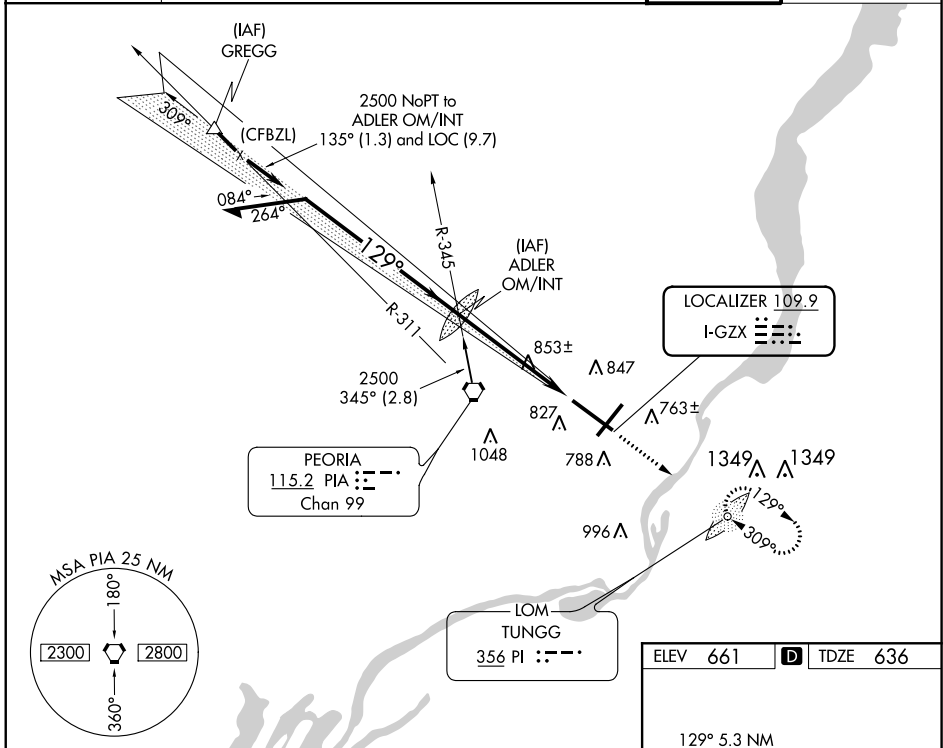 (IAF)
GREGG
2500 NoPT to
ADLER OM/INT
135° (1.3) and LOC (9.7)
(CFBZL)
309°
084°
264°
129°
R-345
R-311
(IAF)
ADLER
OM/INT
LOCALIZER 109.9
I-GZX
853±
847
2500
345° (2.8)
827
763±
1048
788
PEORIA
115.2 PIA
Chan 99
1349
1349
129°
309°
996
MSA PIA 25 NM
180°
2300
2800
360°
LOM
TUNGG
356 PI
ELEV 661 D TDZE 636
129° 5.3 NM